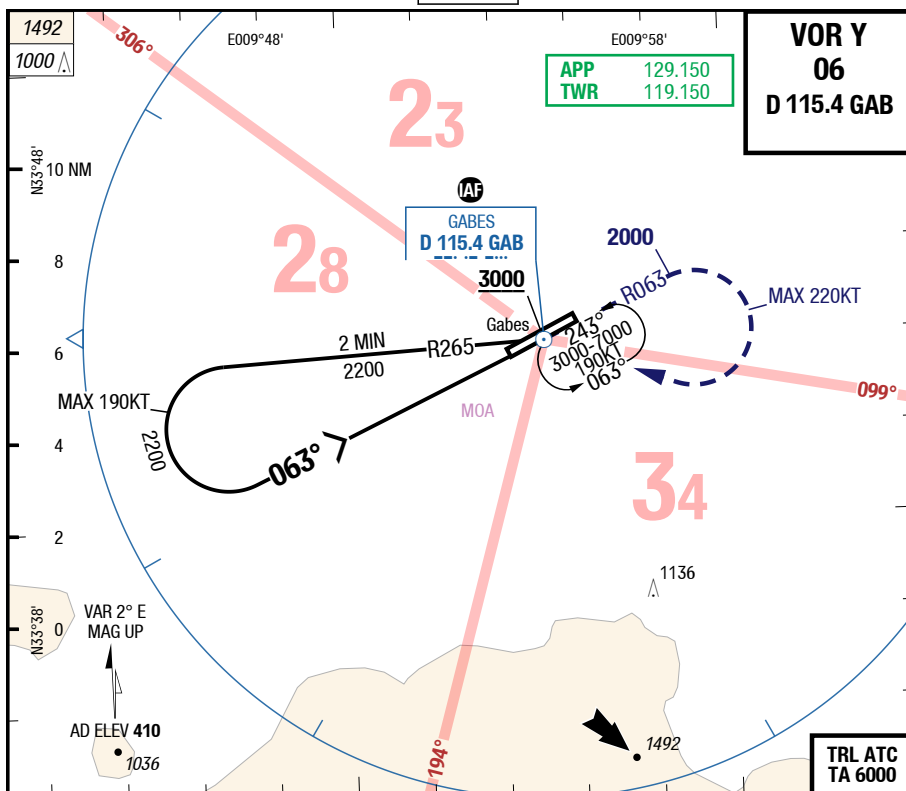 1492
1000
306°
E009°48'
E009°58'
APP 129.150
TWR 119.150
VOR Y
06
D 115.4 GAB
23
N33°48'
10 NM
IAF
GABES
D 115.4 GAB
28
8
3000
2000
R063
MAX 220KT
Gabes
243°
3000-7000
190KT
063°
6
2 MIN
R265
2200
MAX 190KT
MOA
099°
2200
063°
4
34
2
1136
N33°38'
0
VAR 2° E
MAG UP
AD ELEV 410
1036
194°
1492
TRL ATC
TA 6000